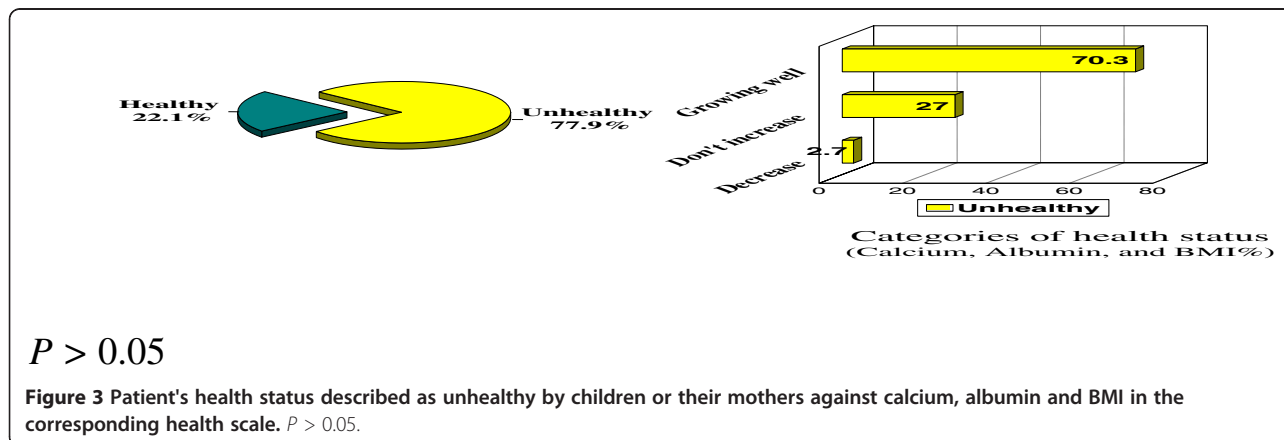 Healthy
22.1%
Unhealthy
77.9%
Growing well
70.3
Don't increase
27
Decrease
2.7
0 20 40 60 80
Unhealthy
Categories of health status
(Calcium, Albumin, and BMI%)
P > 0.05
Figure 3 Patient's health status described as unhealthy by children or their mothers against calcium, albumin and BMI in the
corresponding health scale. P > 0.05.